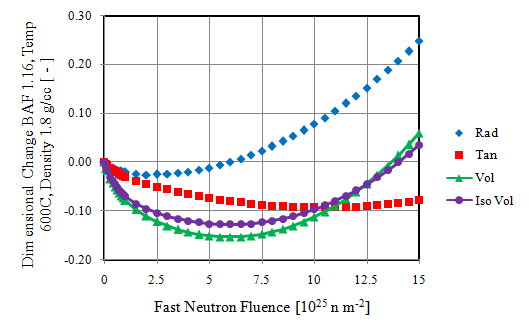 Dimensional Change BAF 1.16, Temp
600C, Density 1.8 g/cc [ - ]
0.30
0.20
0.10
0.00
-0.10
-0.20
0
2.5
5
7.5
10
12.5
15
Fast Neutron Fluence [10²⁵ n m⁻²]
Rad
Tan
Vol
Iso Vol